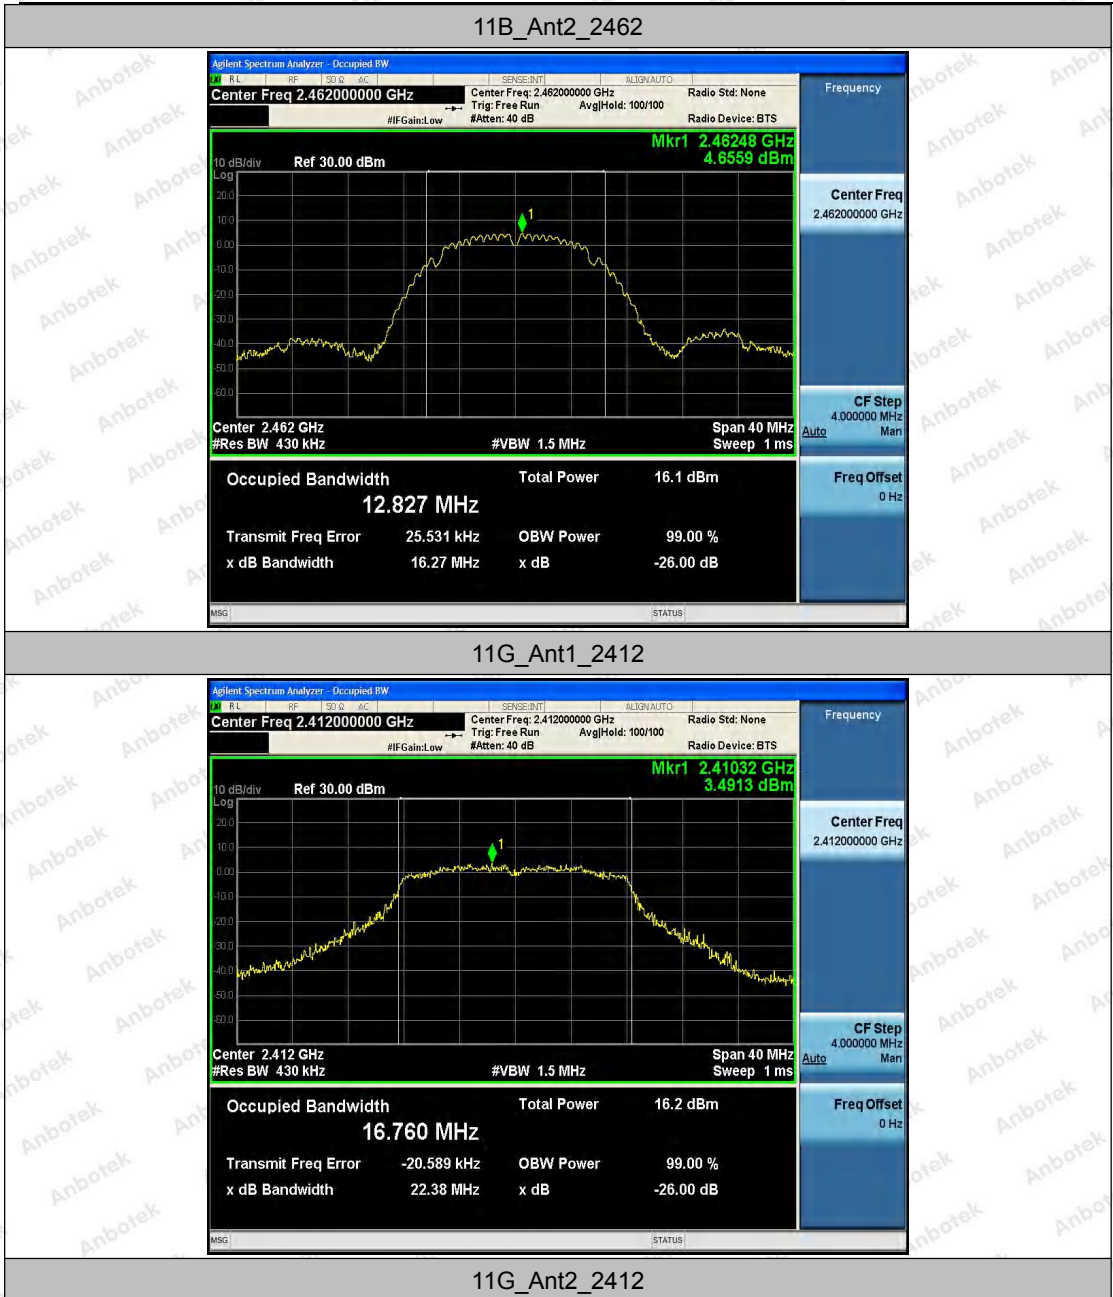 11B_Ant2_2462
Agilent Spectrum Analyzer - Occupied BW
RL RF 50 Ω AC SENSE:INT ALIGNAUTO
Center Freq 2.462000000 GHz
Center Freq: 2.462000000 GHz Radio Std: None
Trig: Free Run Avg|Hold: 100/100
#IFGain:Low #Atten: 40 dB Radio Device: BTS
Frequency
Mkr1 2.46248 GHz
4.6559 dBm
10 dB/div Ref 30.00 dBm
Log
20.0
10.0
0.00
-10.0
-20.0
-30.0
-40.0
-50.0
-60.0
1
Center 2.462 GHz Span 40 MHz
#Res BW 430 kHz #VBW 1.5 MHz Sweep 1 ms
Center Freq
2.462000000 GHz
CF Step
4.000000 MHz
Auto Man
Freq Offset
0 Hz
Occupied Bandwidth Total Power 16.1 dBm
12.827 MHz
Transmit Freq Error 25.531 kHz OBW Power 99.00 %
x dB Bandwidth 16.27 MHz x dB -26.00 dB
MSG STATUS
11G_Ant1_2412
Agilent Spectrum Analyzer - Occupied BW
RL RF 50 Ω AC SENSE:INT ALIGNAUTO
Center Freq 2.412000000 GHz
Center Freq: 2.412000000 GHz Radio Std: None
Trig: Free Run Avg|Hold: 100/100
#IFGain:Low #Atten: 40 dB Radio Device: BTS
Frequency
Mkr1 2.41032 GHz
3.4913 dBm
10 dB/div Ref 30.00 dBm
Log
20.0
10.0
0.00
-10.0
-20.0
-30.0
-40.0
-50.0
-60.0
1
Center 2.412 GHz Span 40 MHz
#Res BW 430 kHz #VBW 1.5 MHz Sweep 1 ms
Center Freq
2.412000000 GHz
CF Step
4.000000 MHz
Auto Man
Freq Offset
0 Hz
Occupied Bandwidth Total Power 16.2 dBm
16.760 MHz
Transmit Freq Error -20.589 kHz OBW Power 99.00 %
x dB Bandwidth 22.38 MHz x dB -26.00 dB
MSG STATUS
11G_Ant2_2412